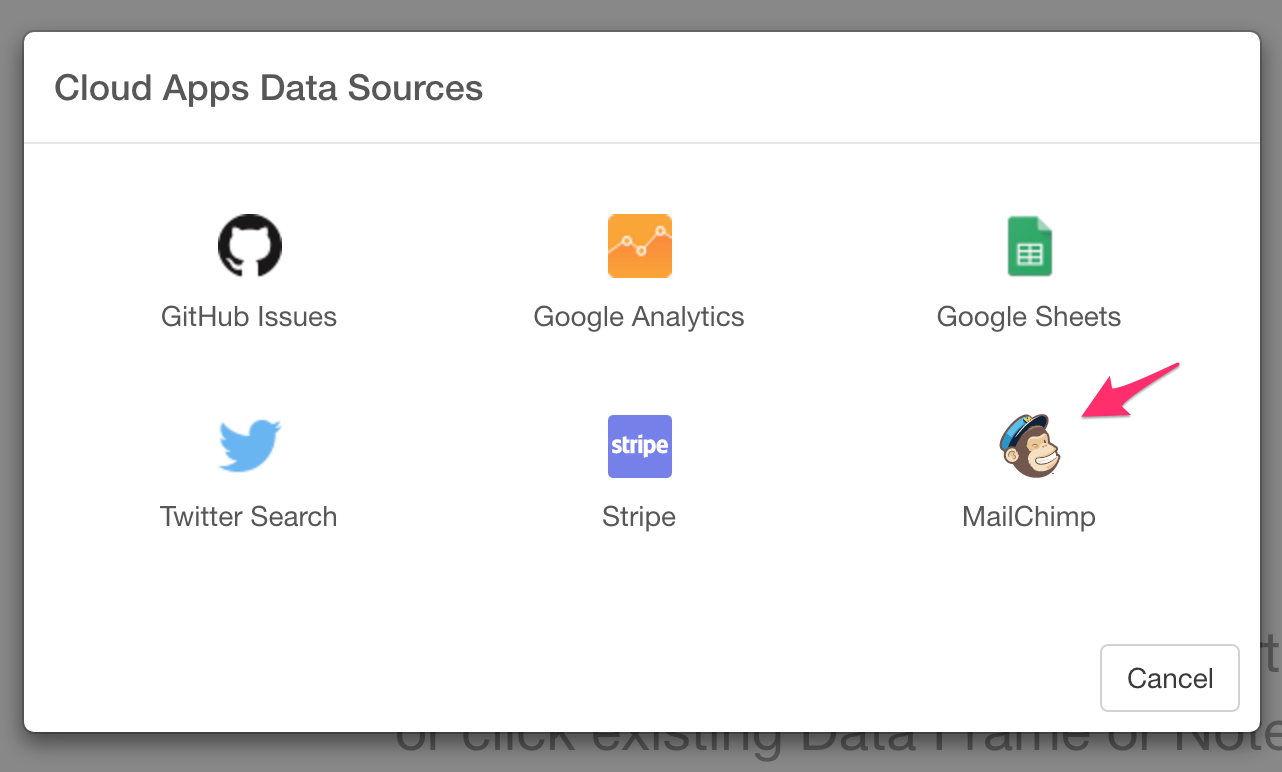 Cloud Apps Data Sources
GitHub Issues
Google Analytics
Google Sheets
stripe
Twitter Search
Stripe
MailChimp
Cancel
or click existing Data Frame or Note